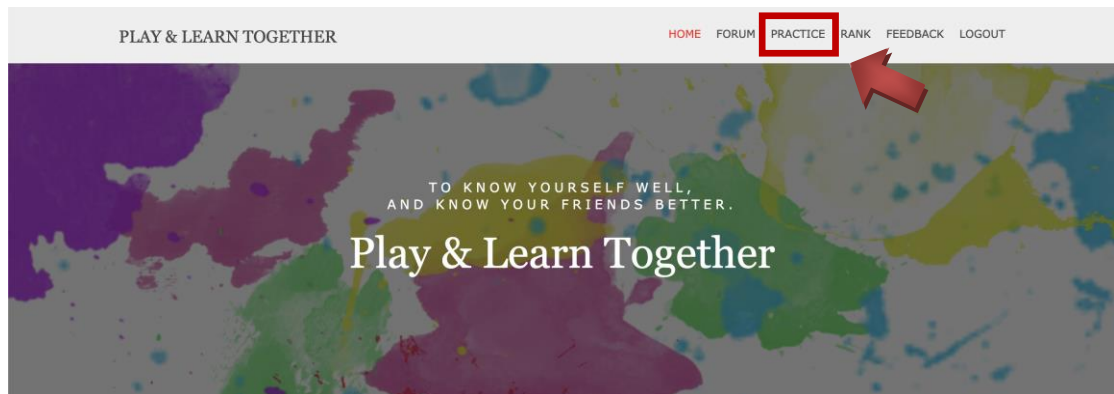 PLAY & LEARN TOGETHER
HOME FORUM PRACTICE RANK FEEDBACK LOGOUT
TO KNOW YOURSELF WELL,
AND KNOW YOUR FRIENDS BETTER.
Play & Learn Together